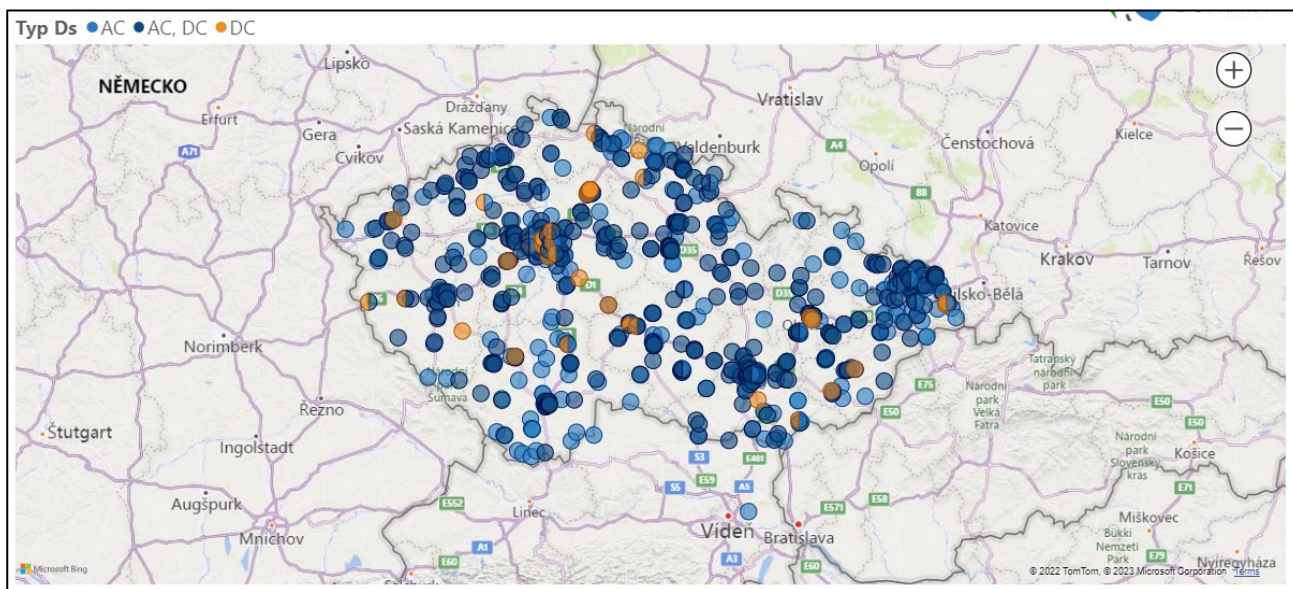 Typ Ds AC AC, DC DC
Lipsko
NĚMECKO
Drážďany
Vratislav
Erfurt
Gera
Saská Kamenice
Národní
Valdenburk
Kielce
A71
Cvikov
A4
Opolí
Čenstochová
88
Katovice
Krakov
Tarnov
Řešov
D35
D1
ilsko-Bělá
Norimberk
Národní
Šumava
E75
Tatranský
národní
park
Řezno
E50
Národní
park
Velká
Fatra
E50
E50
Štutgart
Ingolstadt
S3
E461
Národní
park
Slovenský
kras
Košice
E59
Augšpurk
E552
S5
A5
E58
E71
Linec
E571
Miškovec
Mnichov
Vídeň
Bratislava
Bükki
Nemzeti
Park
A1
A3
E60
E60
E79
Nyíregyháza
Microsoft Bing
© 2022 TomTom, © 2023 Microsoft Corporation Terms